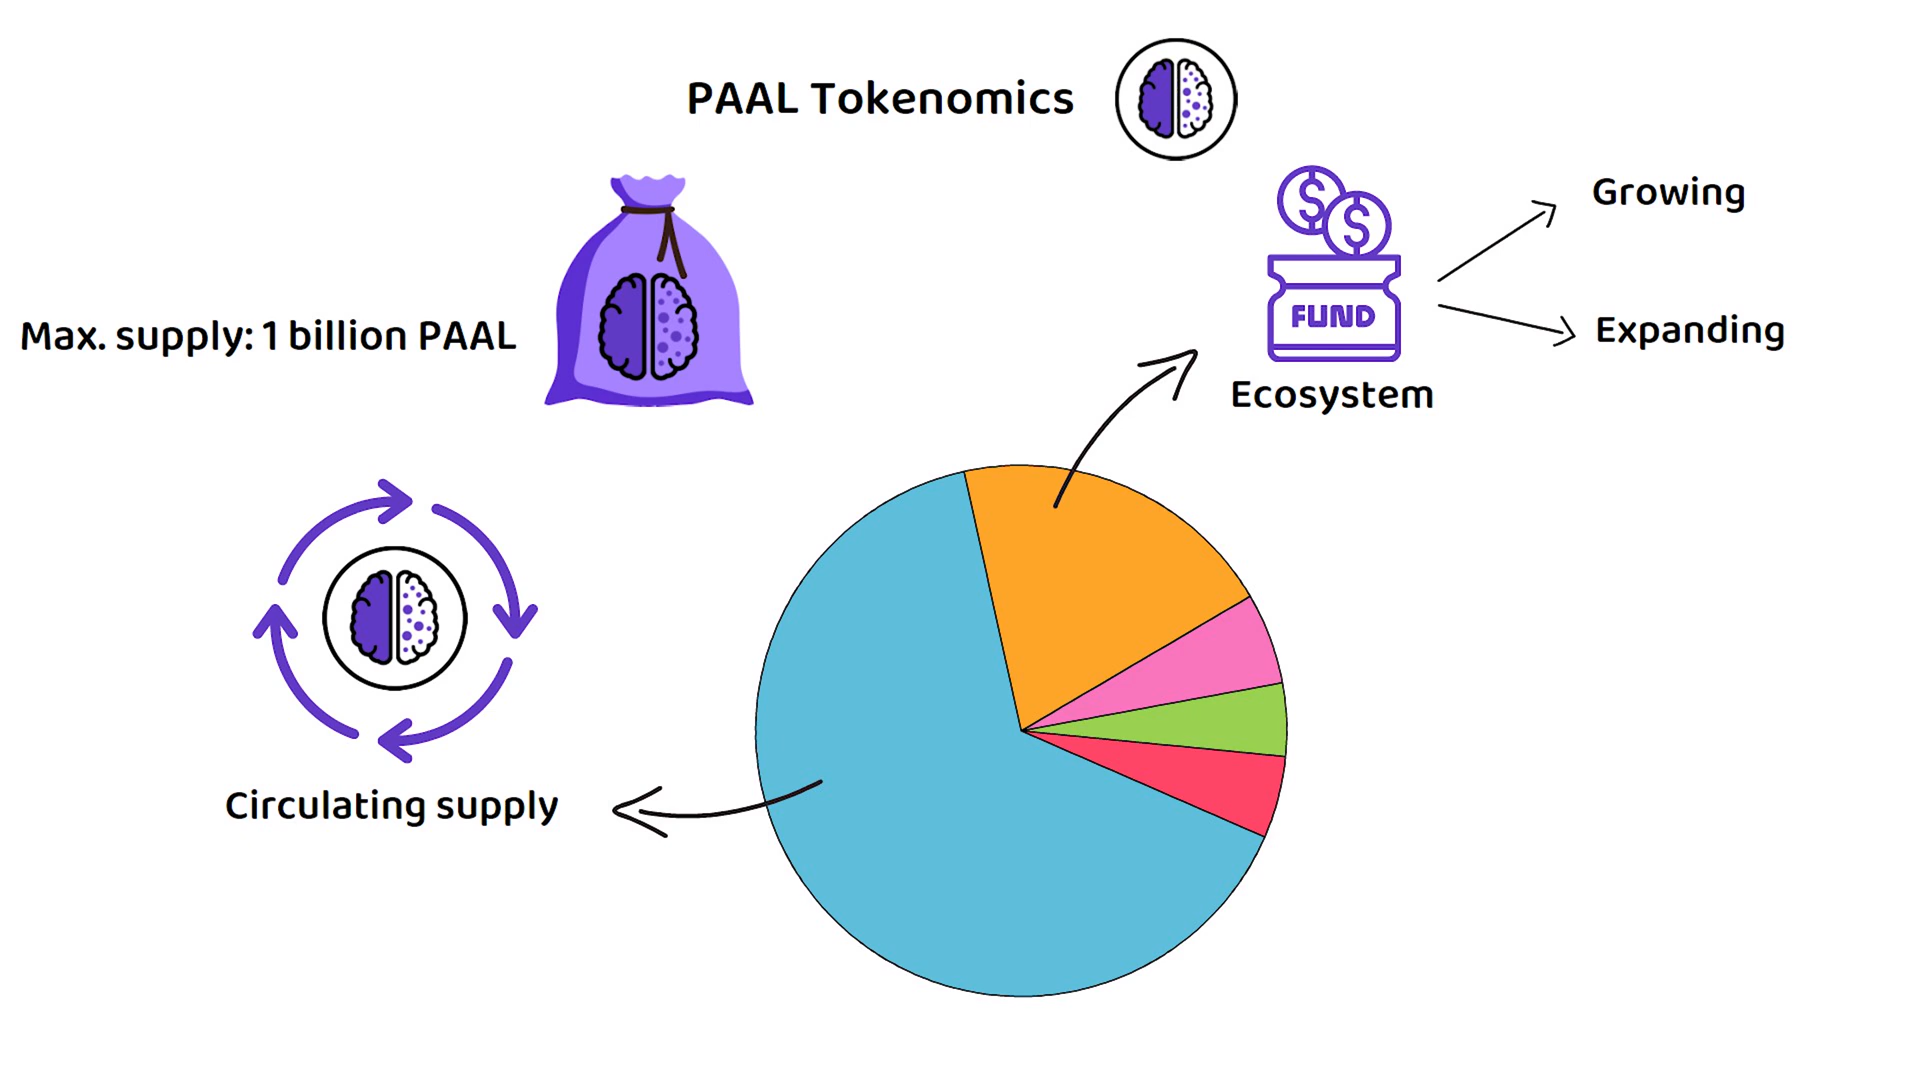 PAAL Tokenomics
Max. supply: 1 billion PAAL
$
$
FUND
Ecosystem
Growing
Expanding
Circulating supply